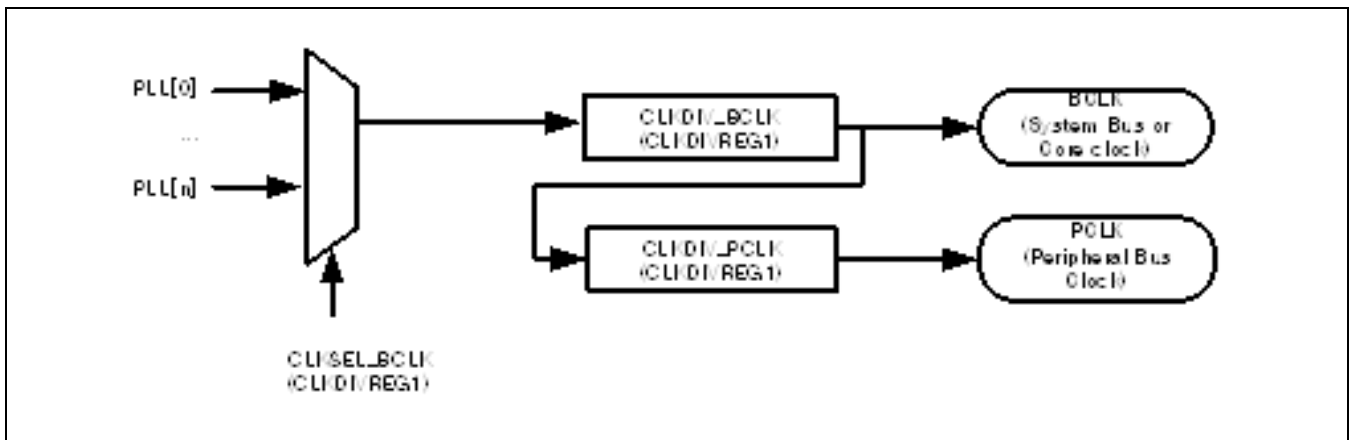 PLL[0]
...
PLL[n]
CLKSEL_BCLK
(CLKDIVREG1)
CLKDIV_BCLK
(CLKDIVREG1)
BCLK
(System Bus or
Core clock)
CLKDIV_PCLK
(CLKDIVREG1)
PCLK
(Peripheral Bus
Clock)